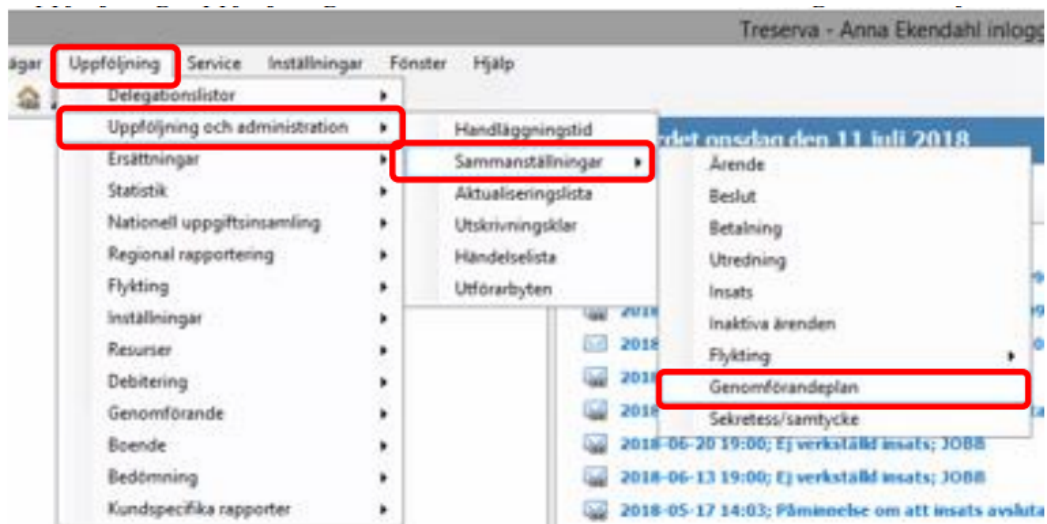 Treserva - Anna Ekendahl inlogg
ägar Uppföljning Service Inställningar Fönster Hjälp
Delegationslistor
Uppföljning och administration
Ersättningar
Statistik
Nationell uppgiftsinsamling
Regional rapportering
Flykting
Inställningar
Resurser
Debitering
Genomförande
Boende
Bedömning
Kundspecifika rapporter
Handläggningstid
Sammanställningar
Aktualiseringslista
Utskrivningsklar
Händelselista
Utförarbyten
rdet onsdag den 11 juli 2018
Ärende
Beslut
Betalning
Utredning
Insats
Inaktiva ärenden
Flykting
Genomförandeplan
Sekretess/samtycke
2018
2018
2018
2018
2018-06-20 19:00; Ej verkställd insats; JOBB
2018-06-13 19:00; Ej verkställd insats; JOBB
2018-05-17 14:03; Påminnelse om att insats avsluta